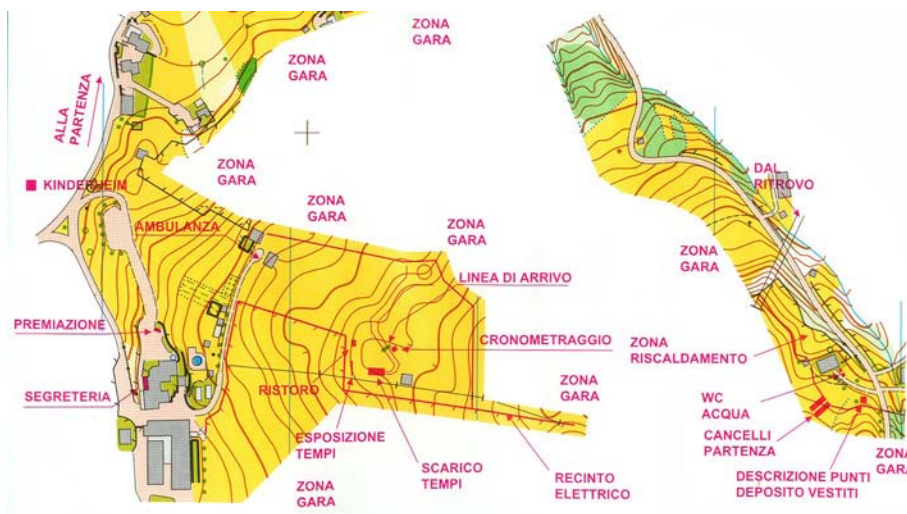 ZONA
GARA
ZONA
GARA
ALLA
PARTENZA
ZONA
GARA
KINDERHEIM
AMBULANZA
ZONA
GARA
ZONA
GARA
LINEA DI ARRIVO
PREMIAZIONE
CRONOMETRAGGIO
SEGRETERIA
RISTORO
ESPOSIZIONE
TEMPI
SCARICO
TEMPI
ZONA
GARA
RECINTO
ELETTRICO
ZONA
GARA
DAL
RITROVO
ZONA
GARA
ZONA
RISCALDAMENTO
WC
ACQUA
CANCELLI
PARTENZA
DESCRIZIONE PUNTI
DEPOSITO VESTITI
ZONA
GARA